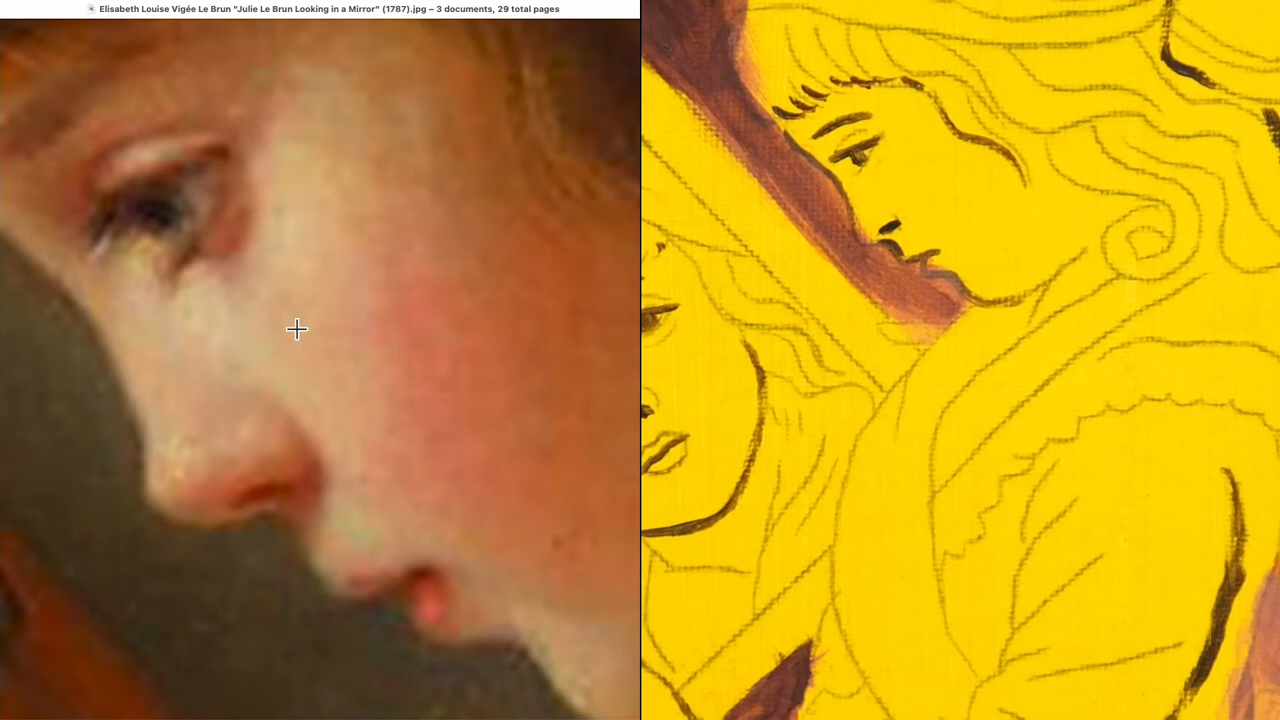 Elisabeth Louise Vigée Le Brun "Julie Le Brun Looking in a Mirror" (1787).jpg – 3 documents, 29 total pages